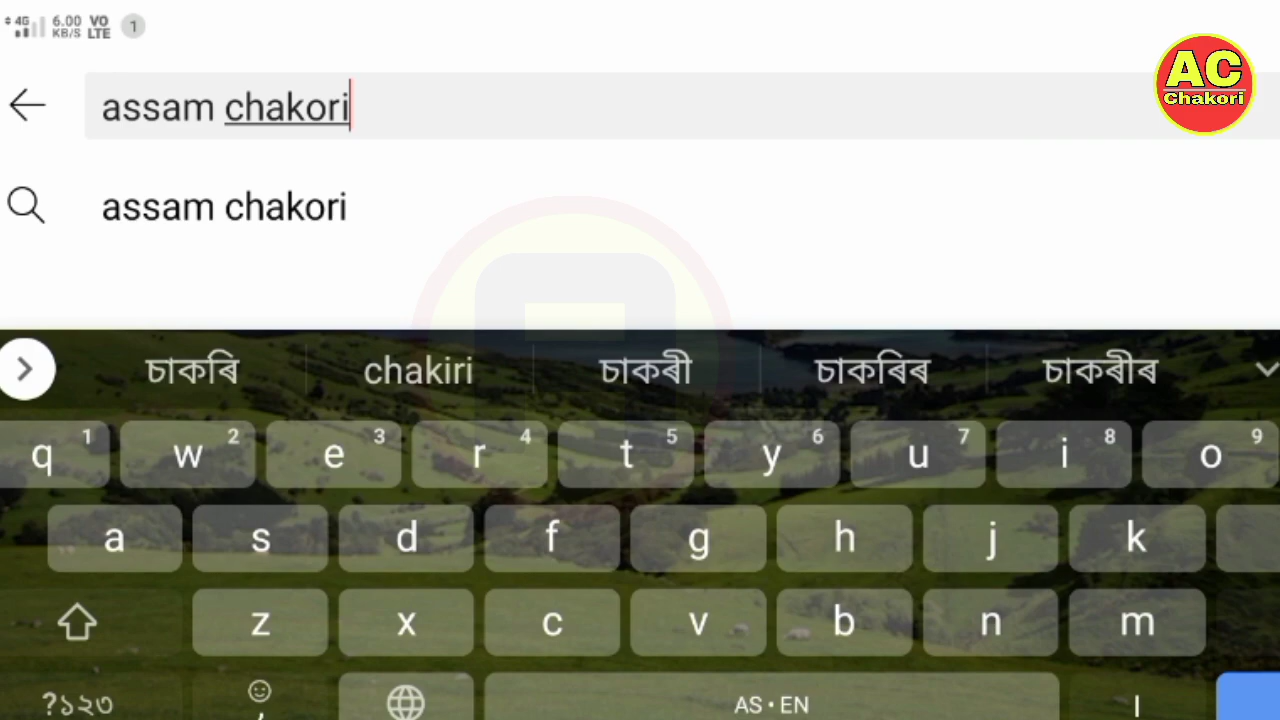 4G 6.00 KB/S VO LTE 1
assam chakori
AC
Chakori
assam chakori
চাকৰি chakiri চাকৰী চাকৰিৰ চাকৰীৰ
q 1 w 2 e 3 r 4 t 5 y 6 u 7 i 8 o 9
a s d f g h j k
z x c v b n m
?১২৩ , AS • EN ।